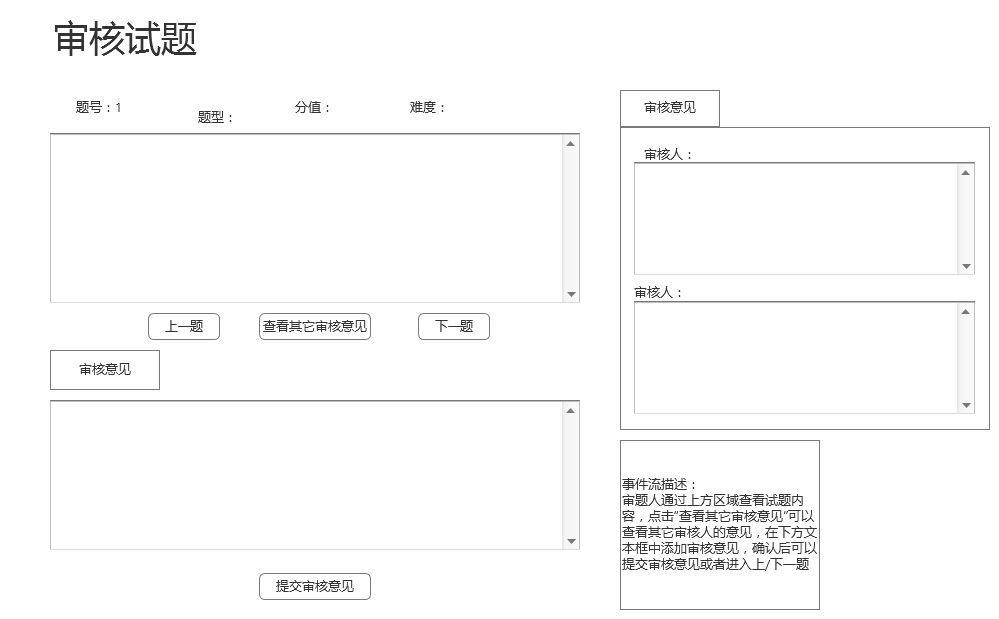 审核试题
题号：1
题型：
分值：
难度：
上一题
查看其它审核意见
下一题
审核意见
提交审核意见
审核意见
审核人：
审核人：
事件流描述：
审题人通过上方区域查看试题内
容，点击“查看其它审核意见”可以
查看其它审核人的意见，在下方文
本框中添加审核意见，确认后可以
提交审核意见或者进入上/下一题